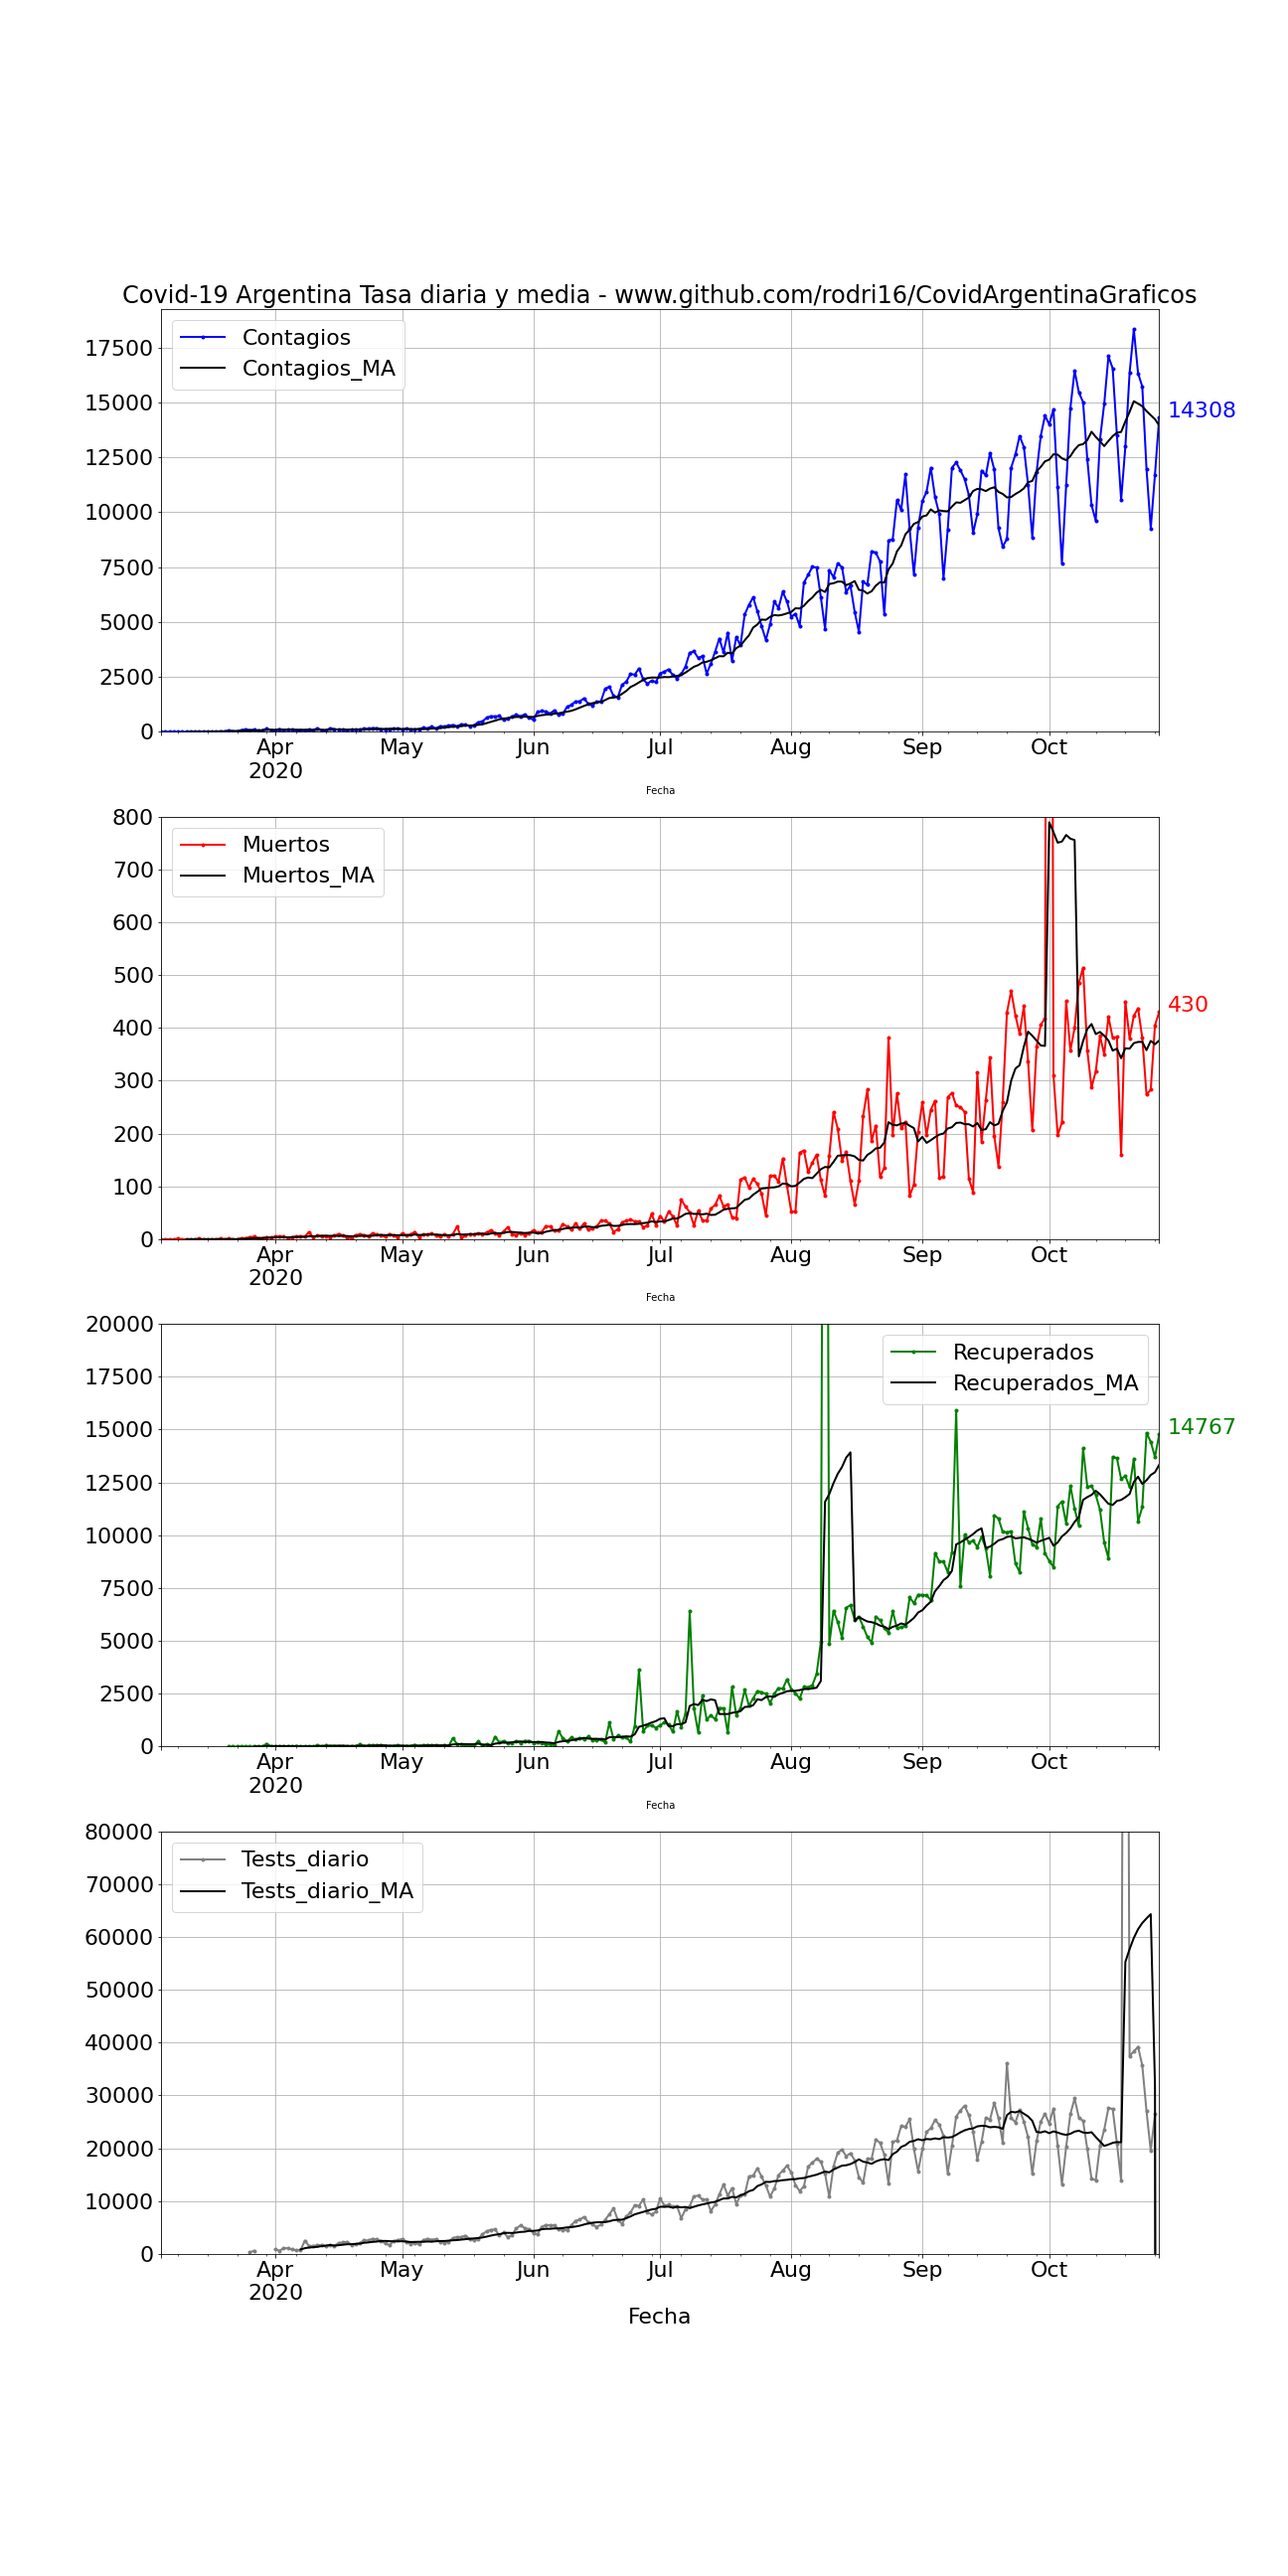 Covid-19 Argentina Tasa diaria y media - www.github.com/rodri16/CovidArgentinaGraficos
Contagios
Contagios_MA
17500
15000
12500
10000
7500
5000
2500
0
14308
Apr May Jun Jul Aug Sep Oct
2020
Fecha
Muertos
Muertos_MA
800
700
600
500
400
300
200
100
0
430
Apr May Jun Jul Aug Sep Oct
2020
Fecha
Recuperados
Recuperados_MA
20000
17500
15000
12500
10000
7500
5000
2500
0
14767
Apr May Jun Jul Aug Sep Oct
2020
Fecha
Tests_diario
Tests_diario_MA
80000
70000
60000
50000
40000
30000
20000
10000
0
Apr May Jun Jul Aug Sep Oct
2020
Fecha